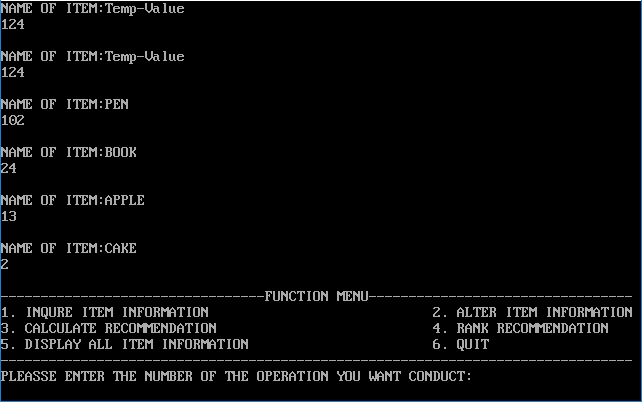 NAME OF ITEM:Temp-Value
124
NAME OF ITEM:Temp-Value
124
NAME OF ITEM:PEN
102
NAME OF ITEM:BOOK
24
NAME OF ITEM:APPLE
13
NAME OF ITEM:CAKE
2
---------------------------------FUNCTION MENU---------------------------------
1. INQURE ITEM INFORMATION 2. ALTER ITEM INFORMATION
3. CALCULATE RECOMMENDATION 4. RANK RECOMMENDATION
5. DISPLAY ALL ITEM INFORMATION 6. QUIT
-------------------------------------------------------------------------------
PLEASSE ENTER THE NUMBER OF THE OPERATION YOU WANT CONDUCT: